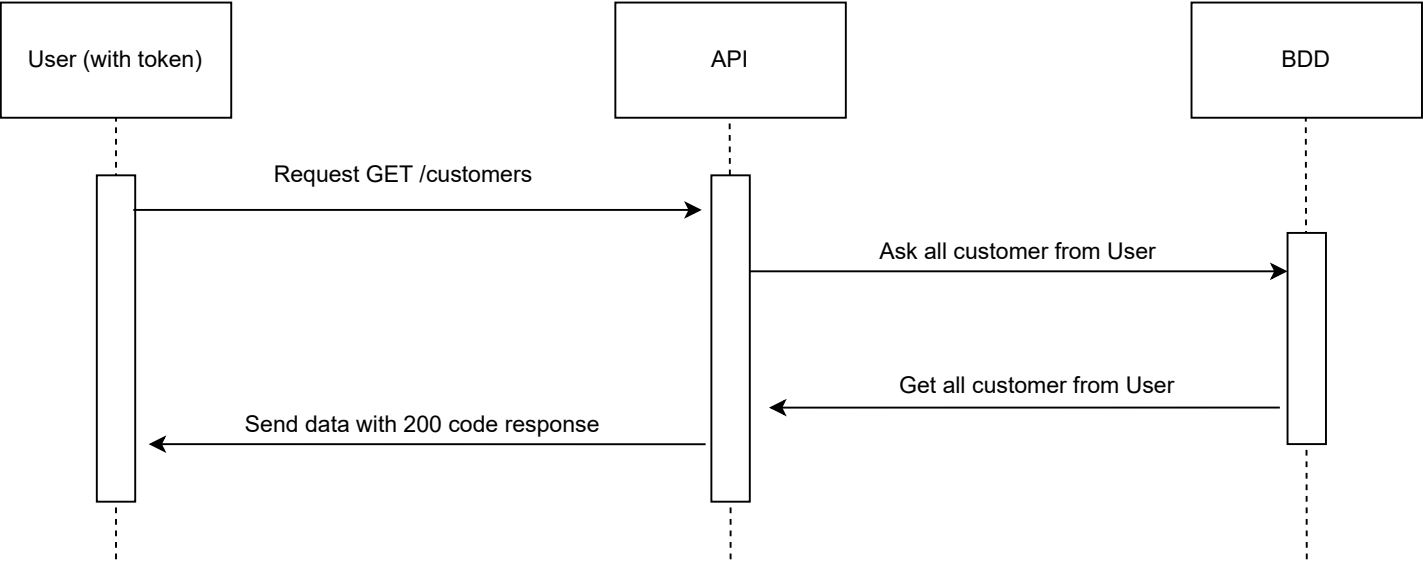 User (with token)
API
BDD
Request GET /customers
Ask all customer from User
Get all customer from User
Send data with 200 code response